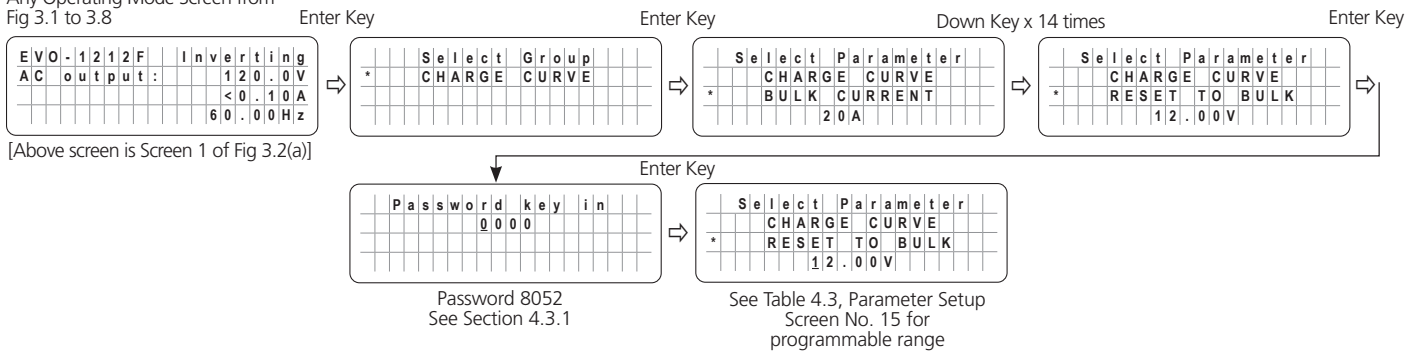 Any Operating Mode Screen from
Fig 3.1 to 3.8
Enter Key
Enter Key
Down Key x 14 times
Enter Key
EVO-1212F Inverting
AC output: 120.0V
<0.10A
60.00Hz
[Above screen is Screen 1 of Fig 3.2(a)]
Select Group
* CHARGE CURVE
Select Parameter
CHARGE CURVE
* BULK CURRENT
20A
Select Parameter
CHARGE CURVE
* RESET TO BULK
12.00V
Enter Key
Password key in
0000
Password 8052
See Section 4.3.1
Select Parameter
CHARGE CURVE
* RESET TO BULK
12.00V
See Table 4.3, Parameter Setup
Screen No. 15 for
programmable range